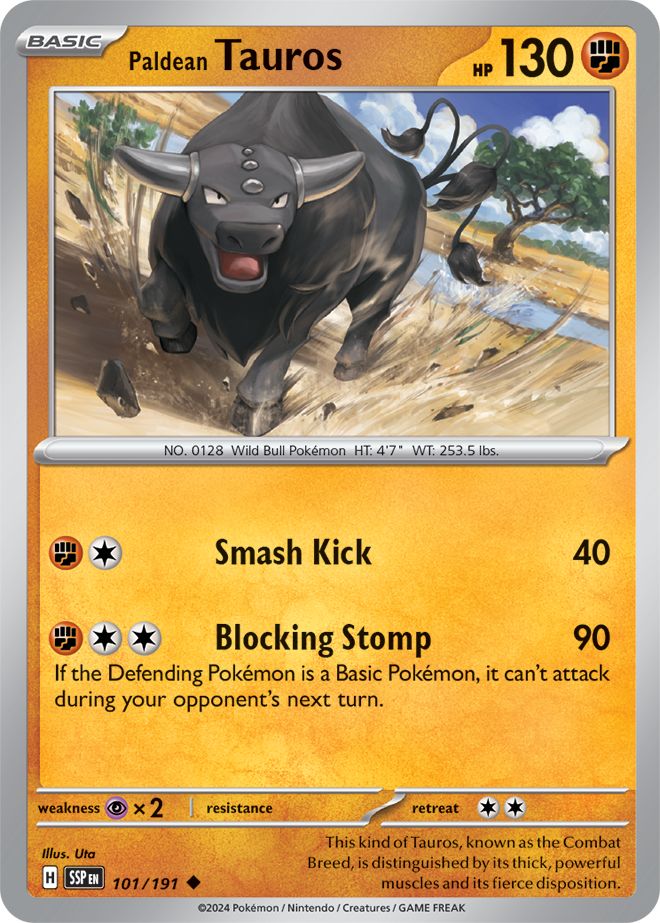 BASIC
Paldean Tauros HP 130
NO. 0128 Wild Bull Pokémon HT: 4'7" WT: 253.5 lbs.
Smash Kick 40
Blocking Stomp 90
If the Defending Pokémon is a Basic Pokémon, it can't attack
during your opponent's next turn.
weakness ×2 resistance retreat
Illus. Uta
This kind of Tauros, known as the Combat
Breed, is distinguished by its thick, powerful
muscles and its fierce disposition.
H SSP EN 101/191
©2024 Pokémon / Nintendo / Creatures / GAME FREAK